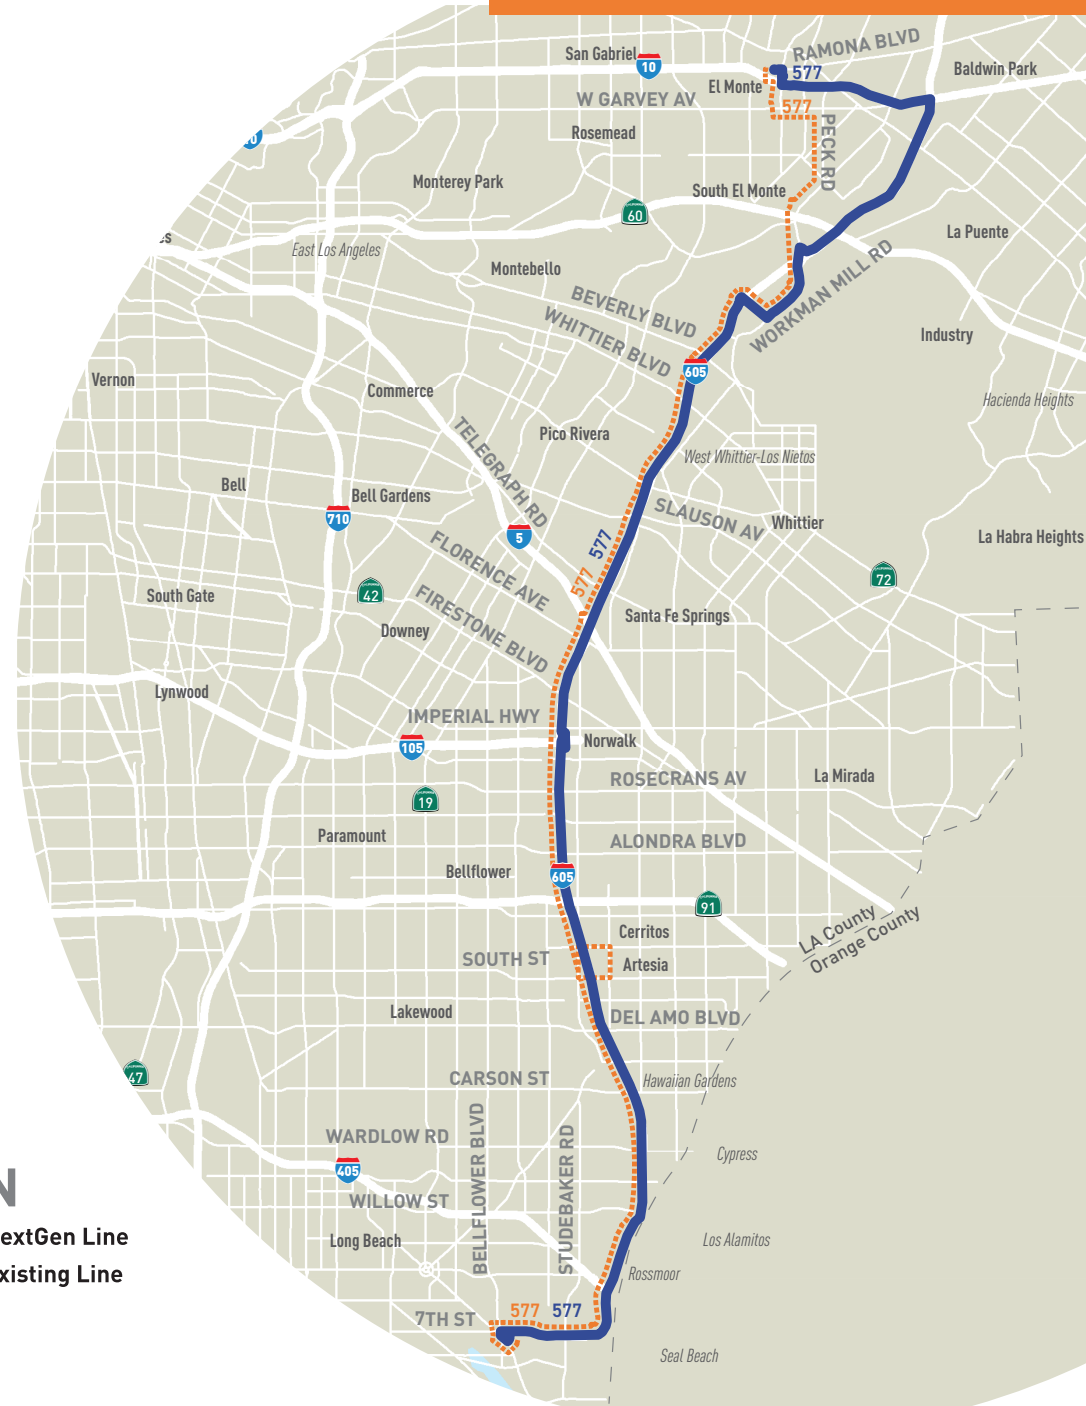 San Gabriel
10
RAMONA BLVD
577
Baldwin Park
El Monte
W GARVEY AV
577
Rosemead
PECK RD
Monterey Park
South El Monte
60
East Los Angeles
La Puente
Montebello
BEVERLY BLVD
WORKMAN MILL RD
WHITTIER BLVD
Industry
605
Vernon
Commerce
Hacienda Heights
TELEGRAPH RD
Pico Rivera
West Whittier-Los Nietos
Bell
Bell Gardens
710
SLAUSON AV
Whittier
5
577
577
La Habra Heights
FLORENCE AVE
72
South Gate
42
FIRESTONE BLVD
Santa Fe Springs
Downey
Lynwood
IMPERIAL HWY
105
Norwalk
ROSECRANS AV
La Mirada
19
Paramount
ALONDRA BLVD
Bellflower
605
91
Cerritos
LA County
Orange County
SOUTH ST
Artesia
Lakewood
DEL AMO BLVD
47
CARSON ST
Hawaiian Gardens
BELLFLOWER BLVD
STUDEBAKER RD
WARDLOW RD
Cypress
405
WILLOW ST
Long Beach
Los Alamitos
Rossmoor
extGen Line
xisting Line
7TH ST
577
577
Seal Beach